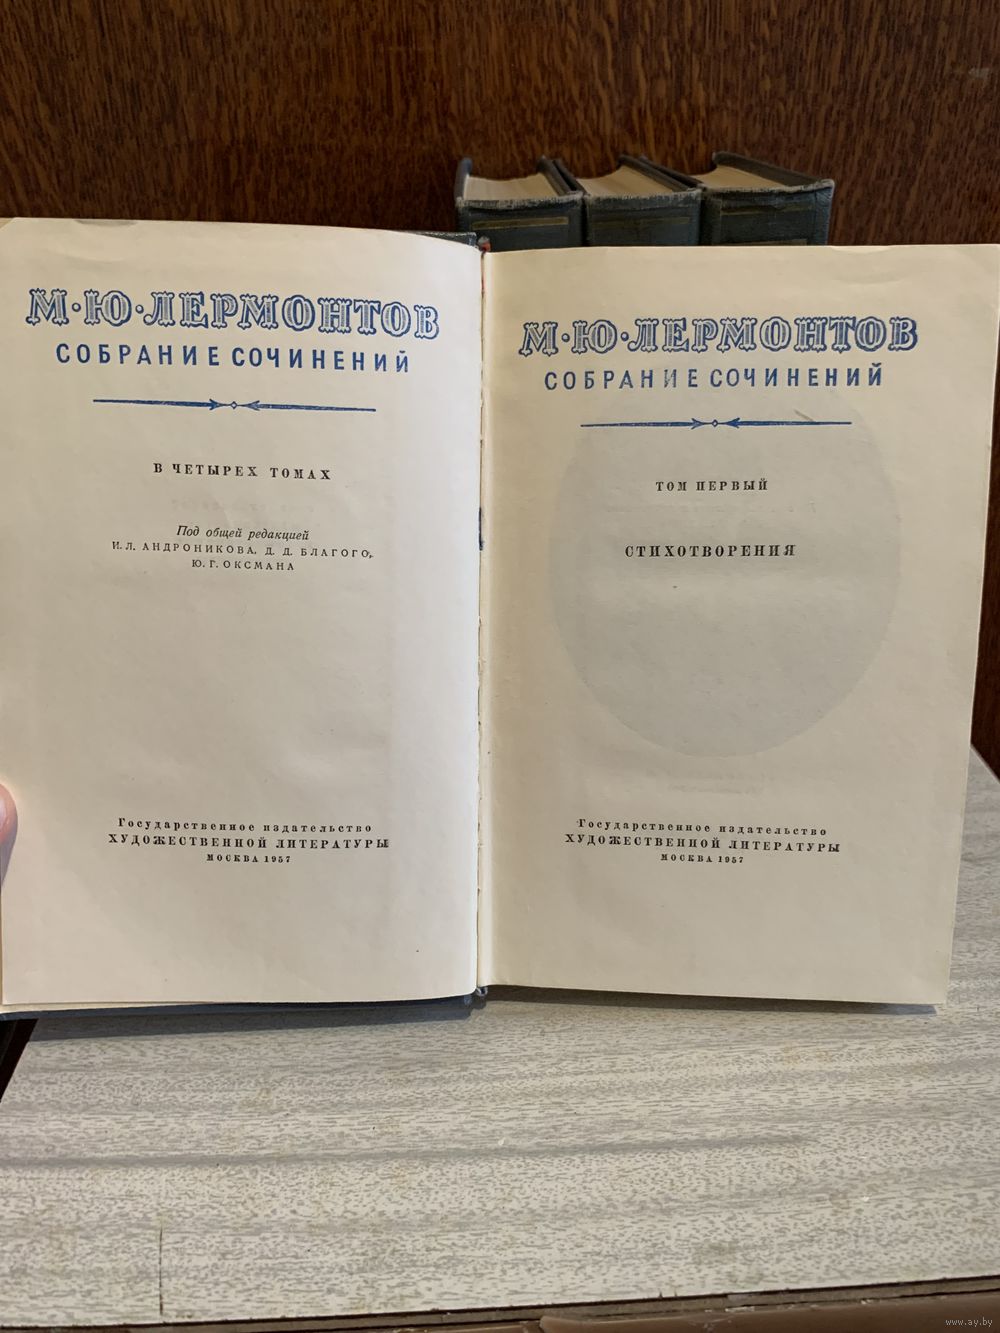 М·Ю·ЛЕРМОНТОВ
СОБРАНИЕ СОЧИНЕНИЙ
В ЧЕТЫРЕХ ТОМАХ
Под общей редакцией
И. Л. АНДРОНИКОВА, Д. Д. БЛАГОГО,
Ю. Г. ОКСМАНА
Государственное издательство
ХУДОЖЕСТВЕННОЙ ЛИТЕРАТУРЫ
МОСКВА 1957
М·Ю·ЛЕРМОНТОВ
СОБРАНИЕ СОЧИНЕНИЙ
ТОМ ПЕРВЫЙ
СТИХОТВОРЕНИЯ
Государственное издательство
ХУДОЖЕСТВЕННОЙ ЛИТЕРАТУРЫ
МОСКВА 1957
www.ay.by